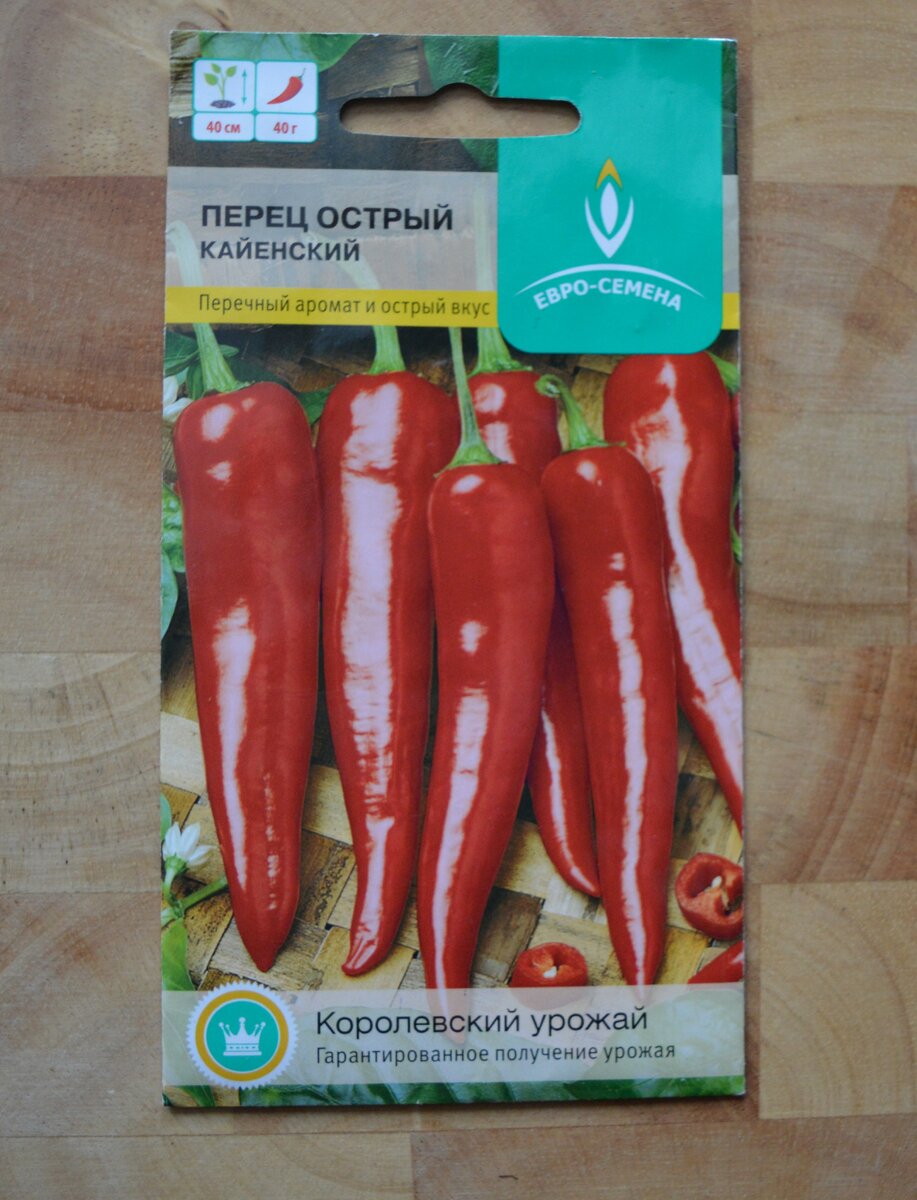 40 см
40 г
ПЕРЕЦ ОСТРЫЙ
КАЙЕНСКИЙ
Перечный аромат и острый вкус
ЕВРО-СЕМЕНА
Королевский урожай
Гарантированное получение урожая